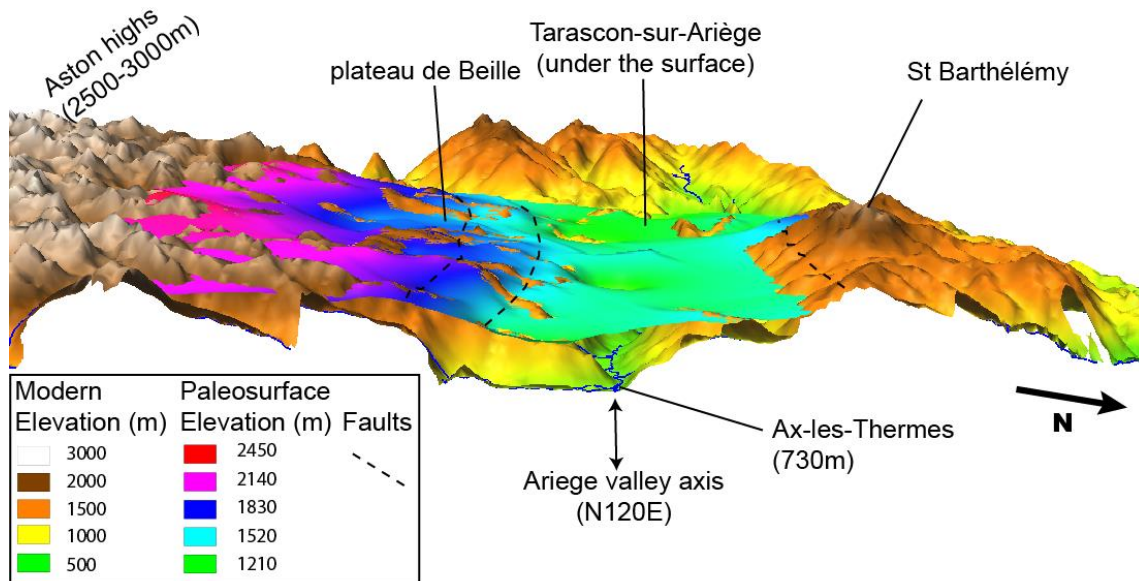 Aston highs
(2500-3000m)
plateau de Beille
Tarascon-sur-Ariège
(under the surface)
St Barthélémy
N
Ax-les-Thermes
(730m)
Ariege valley axis
(N120E)
Modern
Elevation (m)
3000
2000
1500
1000
500
Paleosurface
Elevation (m)
2450
2140
1830
1520
1210
Faults